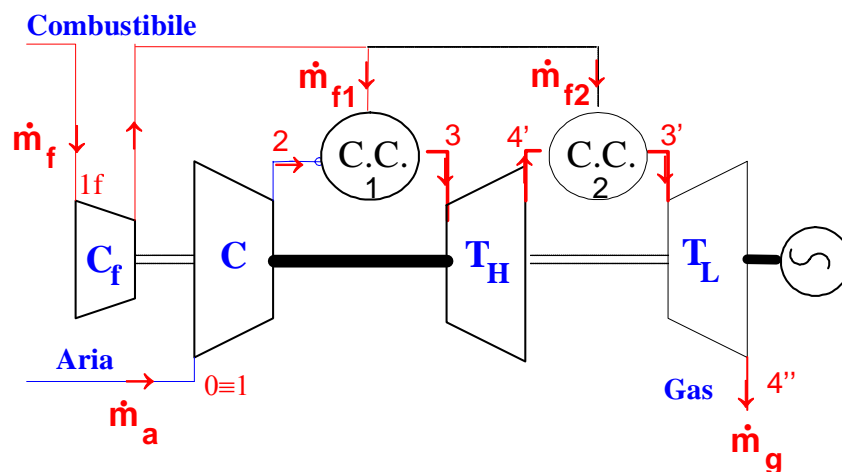 Combustibile
ṁf1
ṁf2
ṁf
2
3
4'
3'
C.C.
1
C.C.
2
1f
Cf
C
TH
TL
Aria
0≡1
Gas
4''
ṁa
ṁg